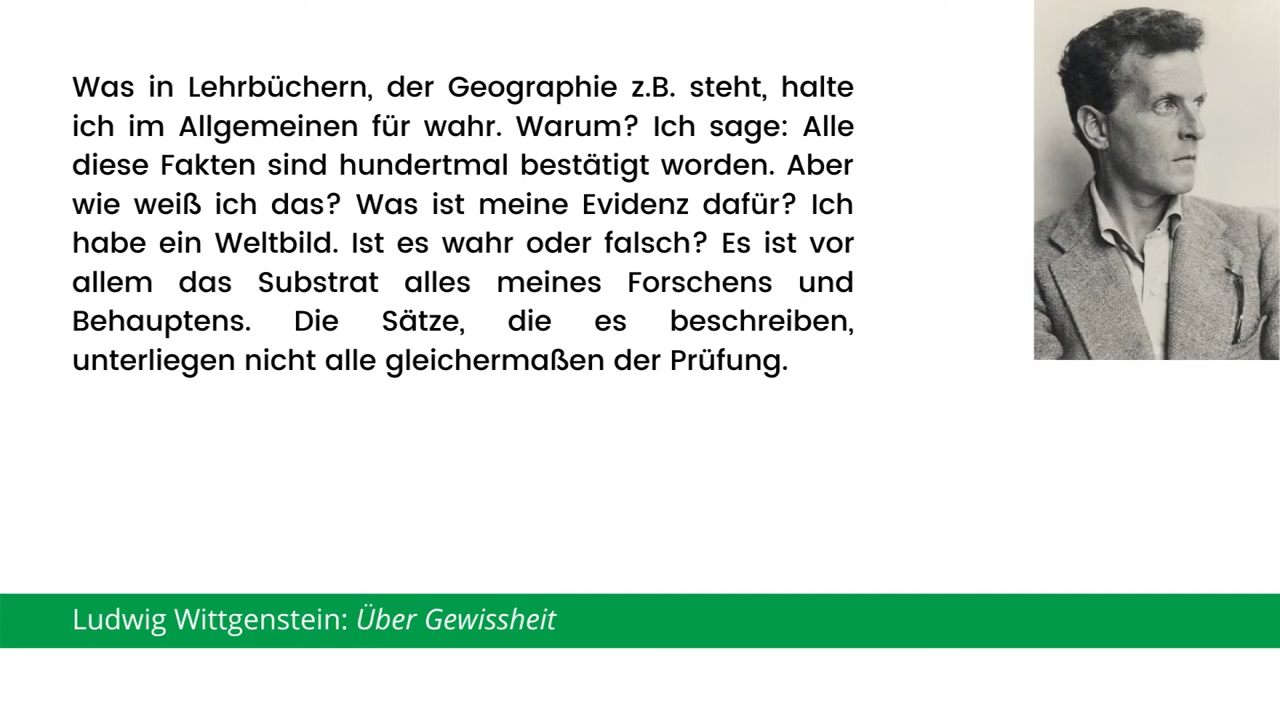 Was in Lehrbüchern, der Geographie z.B. steht, halte
ich im Allgemeinen für wahr. Warum? Ich sage: Alle
diese Fakten sind hundertmal bestätigt worden. Aber
wie weiß ich das? Was ist meine Evidenz dafür? Ich
habe ein Weltbild. Ist es wahr oder falsch? Es ist vor
allem das Substrat alles meines Forschens und
Behauptens. Die Sätze, die es beschreiben,
unterliegen nicht alle gleichermaßen der Prüfung.
Ludwig Wittgenstein: Über Gewissheit